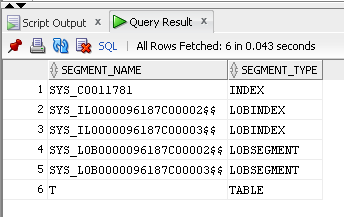 Script Output × Query Result ×
SQL | All Rows Fetched: 6 in 0.043 seconds
SEGMENT_NAME SEGMENT_TYPE
1 SYS_C0011781 INDEX
2 SYS_IL0000096187C00002$$ LOBINDEX
3 SYS_IL0000096187C00003$$ LOBINDEX
4 SYS_LOB0000096187C00002$$ LOBSEGMENT
5 SYS_LOB0000096187C00003$$ LOBSEGMENT
6 T TABLE